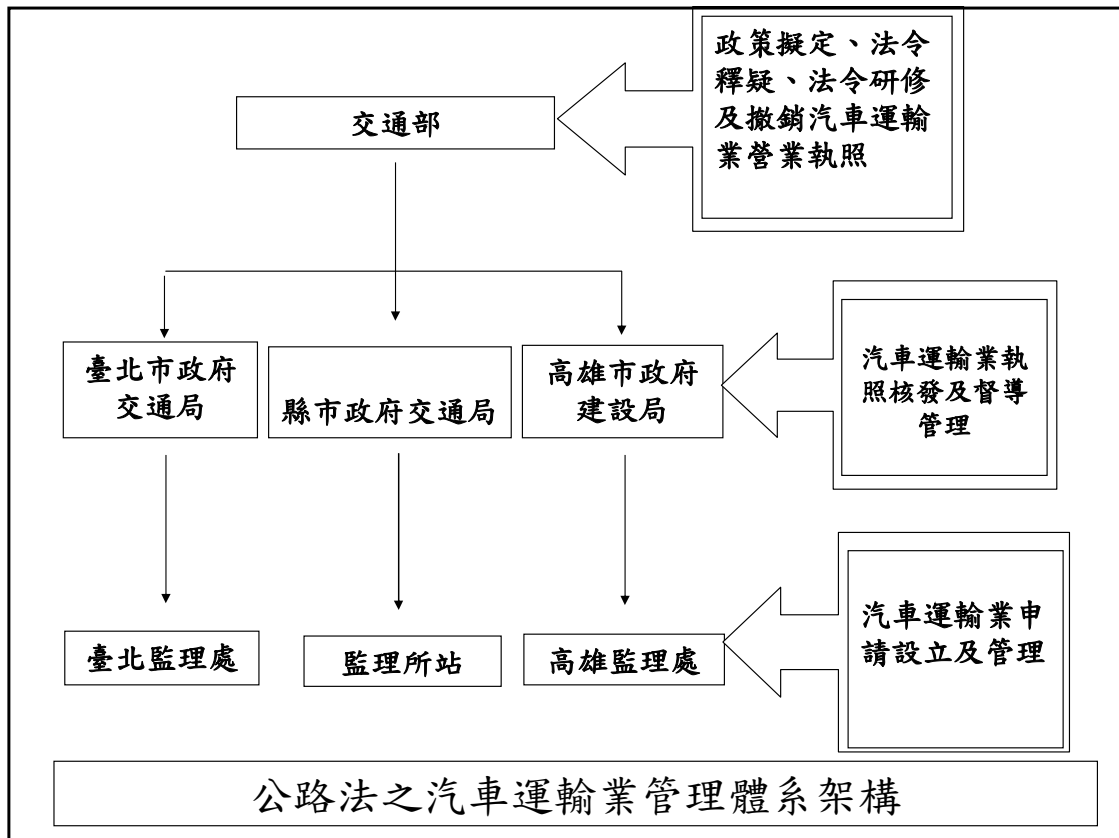 交通部
政策擬定、法令
釋疑、法令研修
及撤銷汽車運輸
業營業執照
臺北市政府
交通局
縣市政府交通局
高雄市政府
建設局
汽車運輸業執
照核發及督導
管理
臺北監理處
監理所站
高雄監理處
汽車運輸業申
請設立及管理
公路法之汽車運輸業管理體系架構